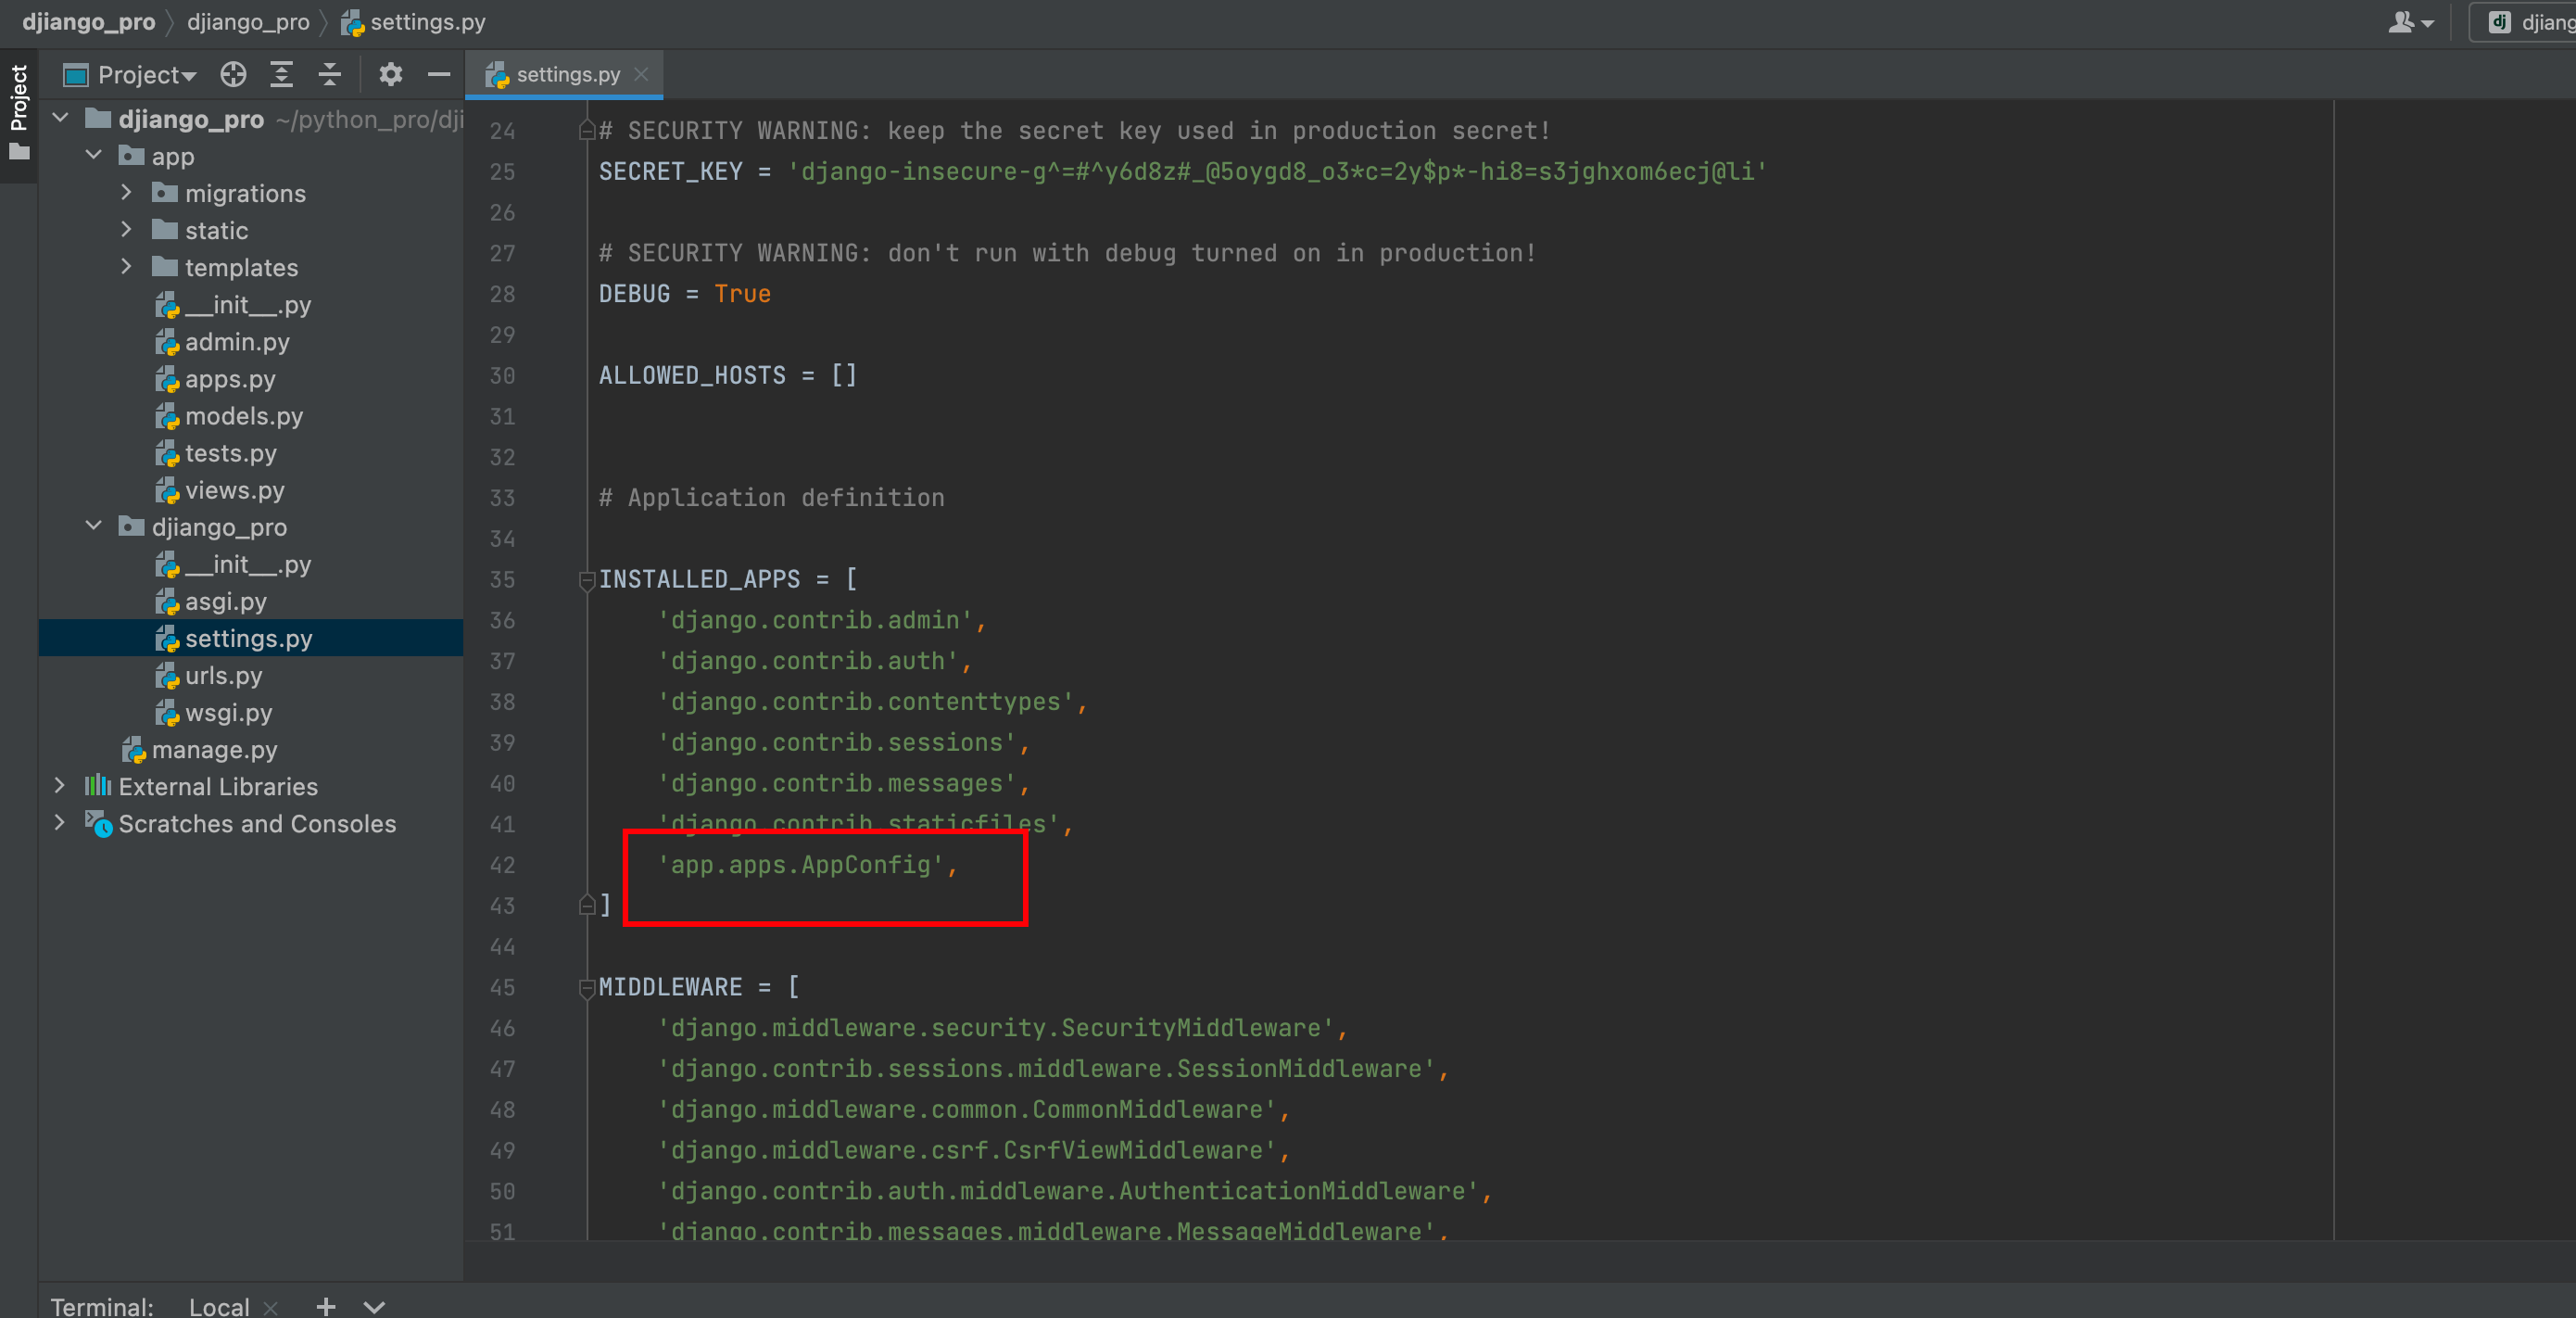 djiango_pro djiango_pro settings.py
djiang
Project
Project
settings.py
djiango_pro ~/python_pro/dji
app
migrations
static
templates
__init__.py
admin.py
apps.py
models.py
tests.py
views.py
djiango_pro
__init__.py
asgi.py
settings.py
urls.py
wsgi.py
manage.py
External Libraries
Scratches and Consoles
24 # SECURITY WARNING: keep the secret key used in production secret!
25 SECRET_KEY = 'django-insecure-g^=#^y6d8z#_@5oygd8_o3*c=2y$p*-hi8=s3jghxom6ecj@li'
26
27 # SECURITY WARNING: don't run with debug turned on in production!
28 DEBUG = True
29
30 ALLOWED_HOSTS = []
31
32
33 # Application definition
34
35 INSTALLED_APPS = [
36 'django.contrib.admin',
37 'django.contrib.auth',
38 'django.contrib.contenttypes',
39 'django.contrib.sessions',
40 'django.contrib.messages',
41 'django.contrib.staticfiles',
42 'app.apps.AppConfig',
43 ]
44
45 MIDDLEWARE = [
46 'django.middleware.security.SecurityMiddleware',
47 'django.contrib.sessions.middleware.SessionMiddleware',
48 'django.middleware.common.CommonMiddleware',
49 'django.middleware.csrf.CsrfViewMiddleware',
50 'django.contrib.auth.middleware.AuthenticationMiddleware',
51 'django.contrib.messages.middleware.MessageMiddleware',
Terminal: Local